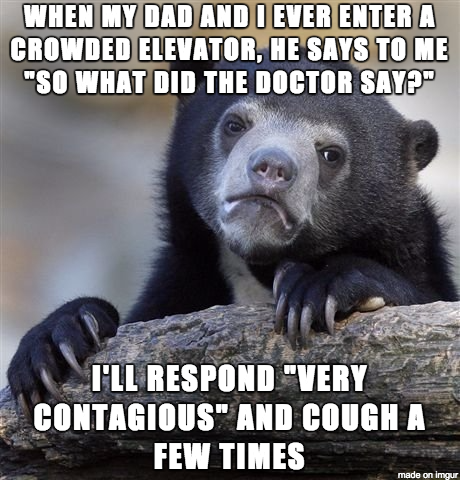 WHEN MY DAD AND I EVER ENTER A
CROWDED ELEVATOR, HE SAYS TO ME
"SO WHAT DID THE DOCTOR SAY?"
I'LL RESPOND "VERY
CONTAGIOUS" AND COUGH A
FEW TIMES
made on imgur